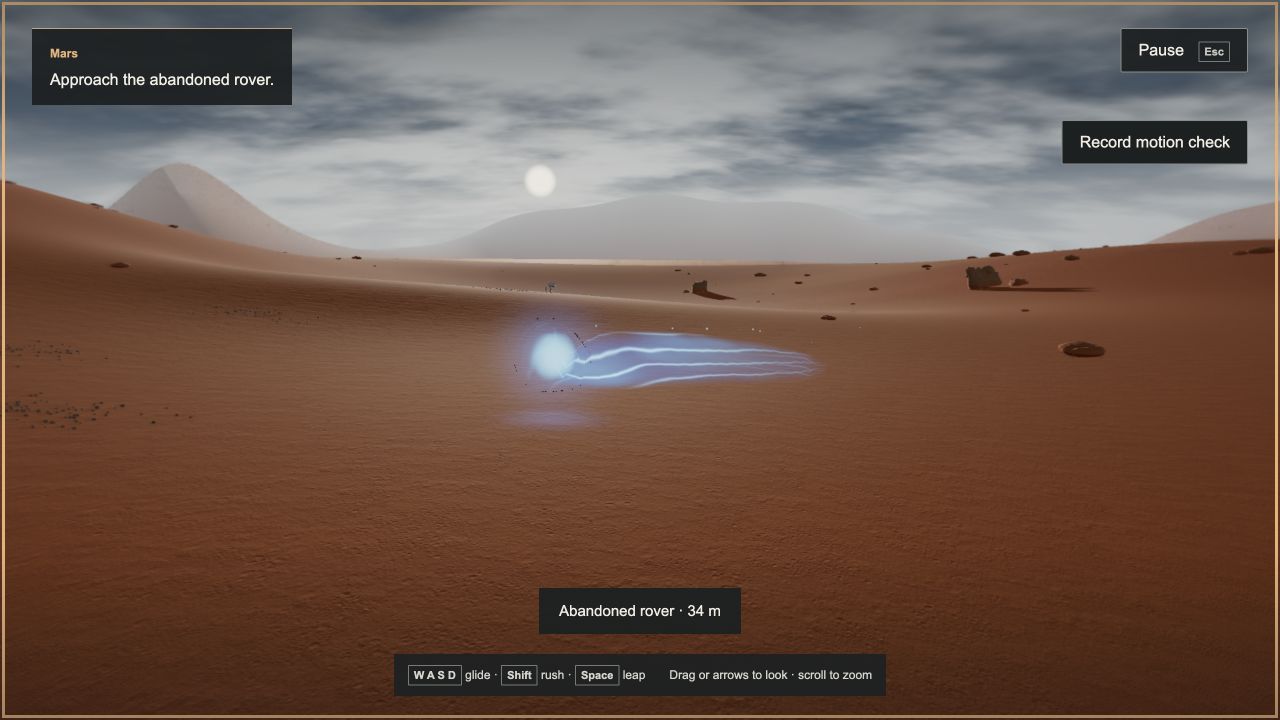 Mars
Approach the abandoned rover.
Pause Esc
Record motion check
Abandoned rover · 34 m
W A S D glide · Shift rush · Space leap Drag or arrows to look · scroll to zoom